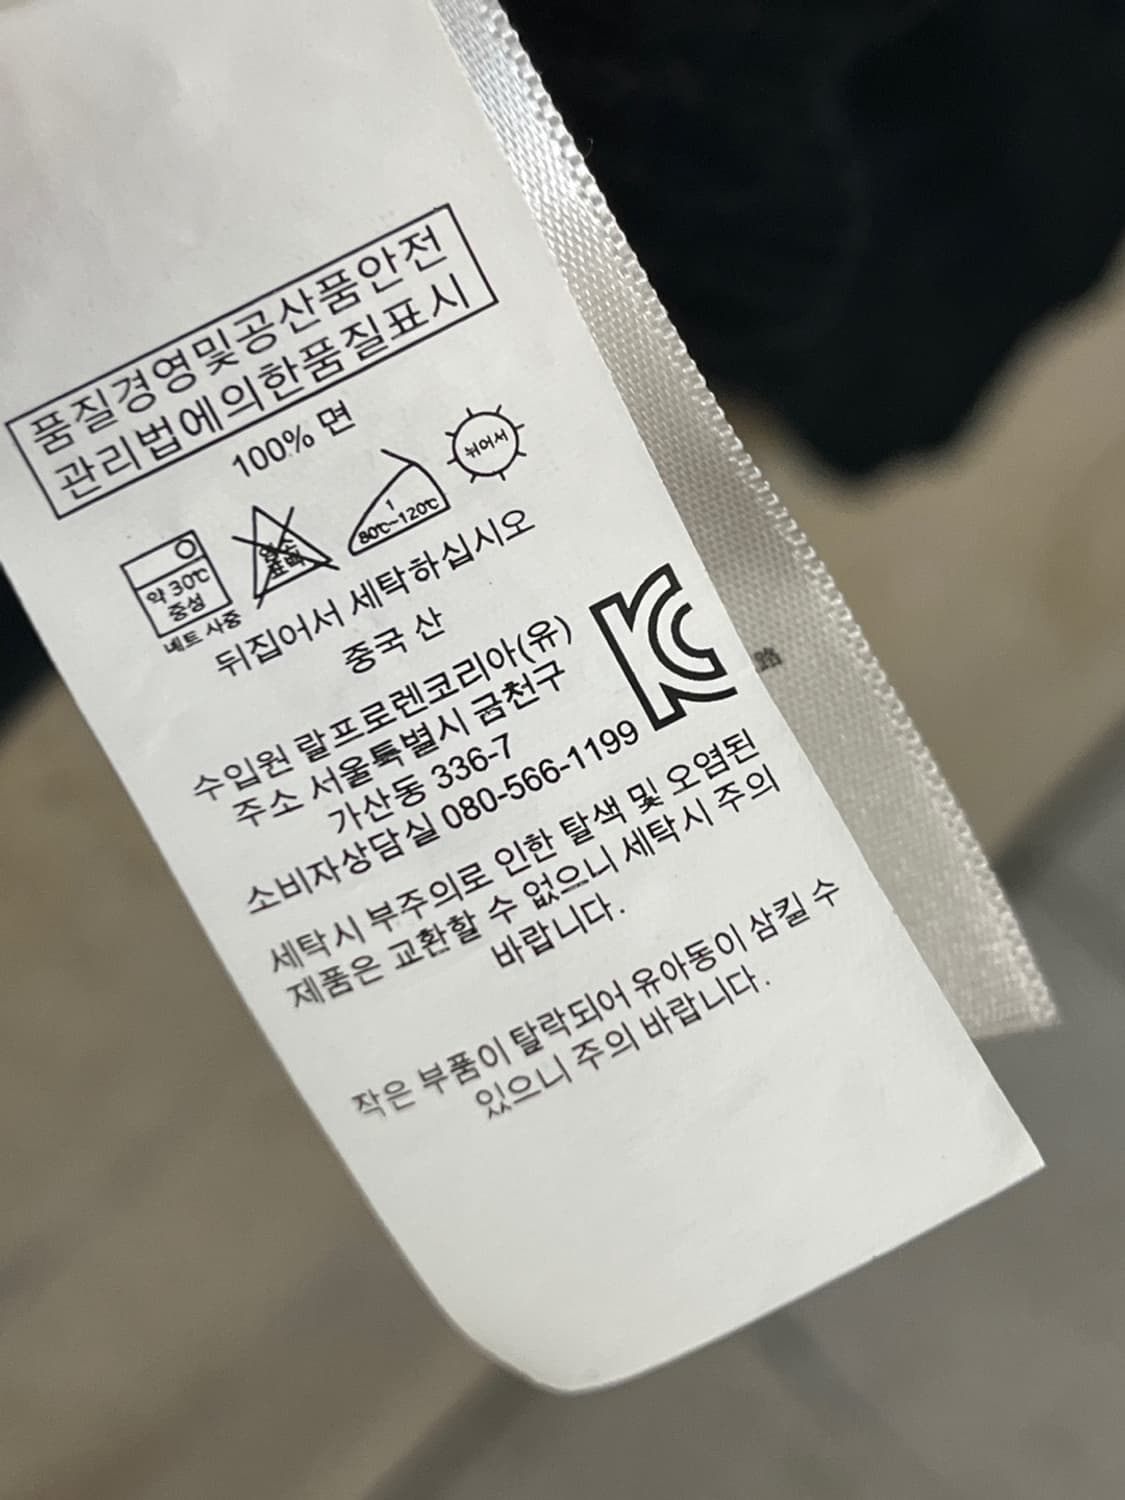 품질경영및공산품안전
관리법에의한품질표시
100% 면
약 30℃
중성
네트 사중
염소
표백
1
80℃~120℃
뉘어서
뒤집어서 세탁하십시오
중국 산
수입원 랄프로렌코리아(유)
주소 서울특별시 금천구
가산동 336-7
소비자상담실 080-566-1199
세탁시 부주의로 인한 탈색 및 오염된
제품은 교환할 수 없으니 세탁시 주의
바랍니다.
작은 부품이 탈락되어 유아동이 삼킬 수
있으니 주의 바랍니다.